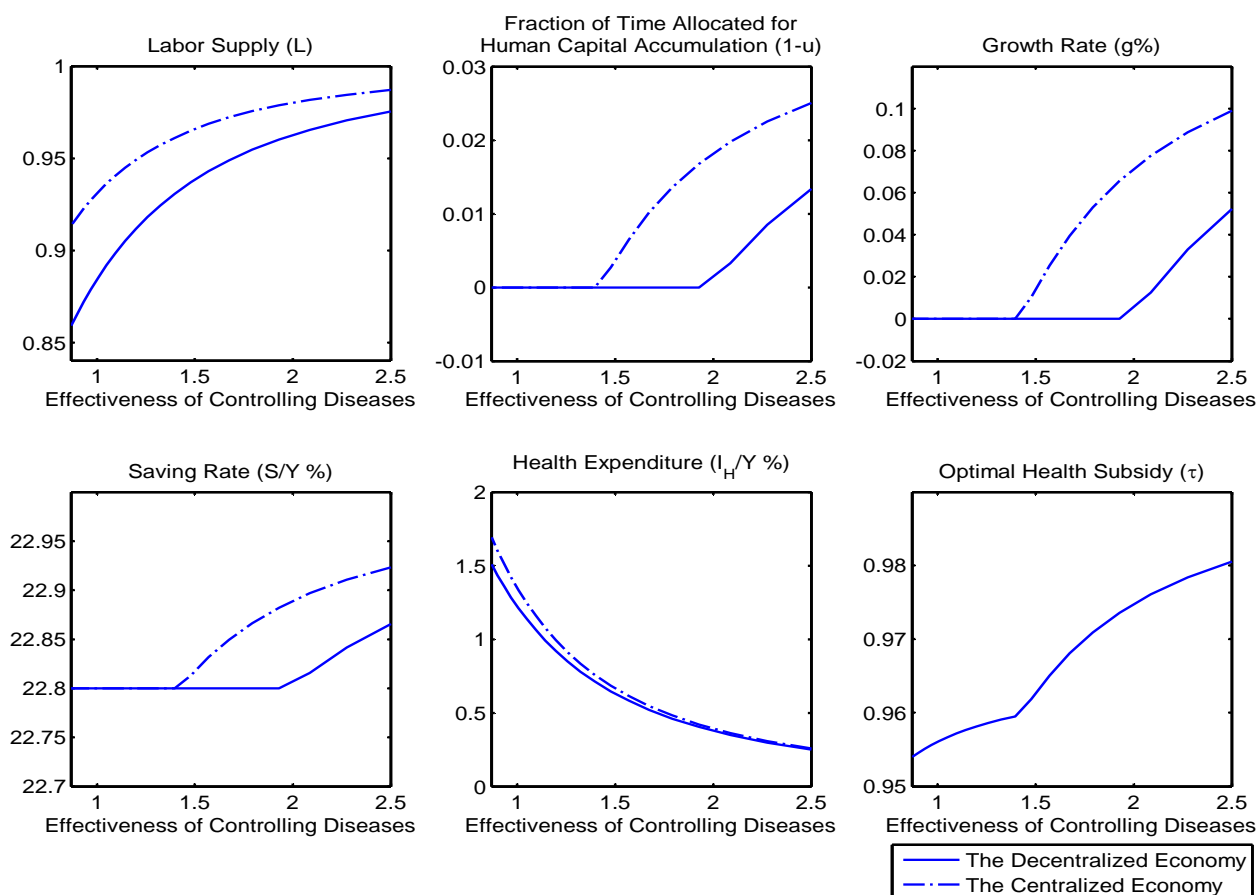 Labor Supply (L)
1
0.95
0.9
0.85
1 1.5 2 2.5
Effectiveness of Controlling Diseases
Fraction of Time Allocated for
Human Capital Accumulation (1-u)
0.03
0.02
0.01
0
-0.01
1 1.5 2 2.5
Effectiveness of Controlling Diseases
Growth Rate (g%)
0.1
0.08
0.06
0.04
0.02
0
-0.02
1 1.5 2 2.5
Effectiveness of Controlling Diseases
Saving Rate (S/Y %)
22.95
22.9
22.85
22.8
22.75
22.7
1 1.5 2 2.5
Effectiveness of Controlling Diseases
Health Expenditure (I_H/Y %)
2
1.5
1
0.5
0
1 1.5 2 2.5
Effectiveness of Controlling Diseases
Optimal Health Subsidy (τ)
0.98
0.97
0.96
0.95
1 1.5 2 2.5
Effectiveness of Controlling Diseases
The Decentralized Economy
The Centralized Economy